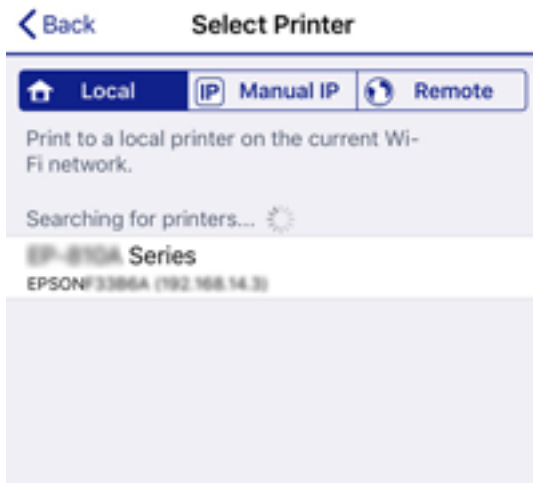 Back
Select Printer
Local
IP Manual IP
Remote
Print to a local printer on the current Wi-
Fi network.
Searching for printers...
Series
EPSON